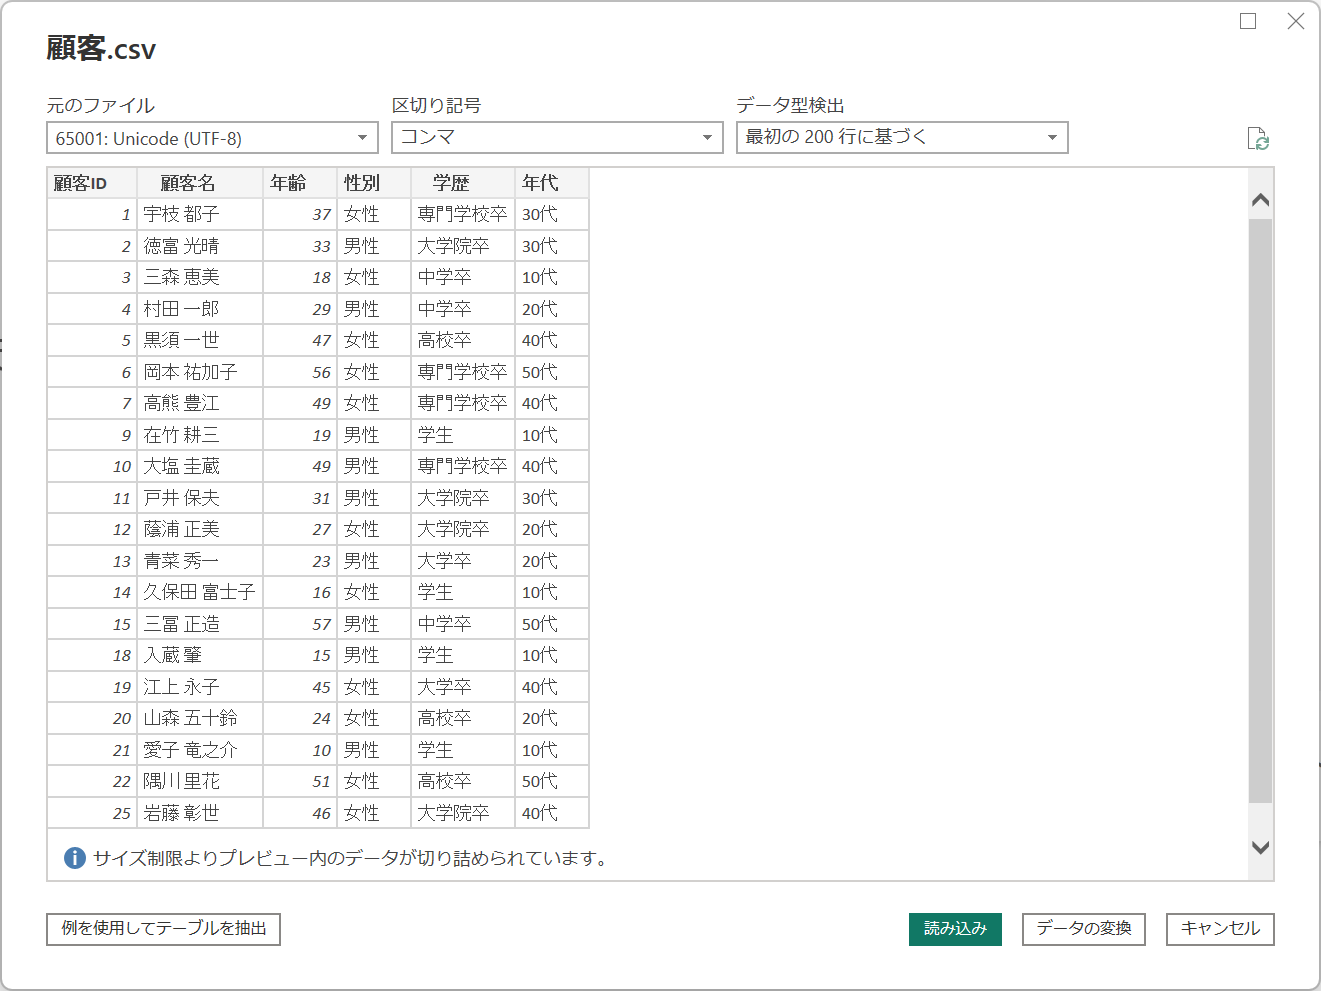 顧客.csv
元のファイル 区切り記号 データ型検出
65001: Unicode (UTF-8) コンマ 最初の 200 行に基づく
顧客ID 顧客名 年齢 性別 学歴 年代
1 宇枝 都子 37 女性 専門学校卒 30代
2 徳富 光晴 33 男性 大学院卒 30代
3 三森 恵美 18 女性 中学卒 10代
4 村田 一郎 29 男性 中学卒 20代
5 黒須 一世 47 女性 高校卒 40代
6 岡本 祐加子 56 女性 専門学校卒 50代
7 高熊 豊江 49 女性 専門学校卒 40代
9 在竹 耕三 19 男性 学生 10代
10 大塩 圭蔵 49 男性 専門学校卒 40代
11 戸井 保夫 31 男性 大学院卒 30代
12 蔭浦 正美 27 女性 大学院卒 20代
13 青菜 秀一 23 男性 大学卒 20代
14 久保田 富士子 16 女性 学生 10代
15 三冨 正造 57 男性 中学卒 50代
18 入蔵 肇 15 男性 学生 10代
19 江上 永子 45 女性 大学卒 40代
20 山森 五十鈴 24 女性 高校卒 20代
21 愛子 竜之介 10 男性 学生 10代
22 隅川 里花 51 女性 高校卒 50代
25 岩藤 彰世 46 女性 大学院卒 40代
サイズ制限よりプレビュー内のデータが切り詰められています。
例を使用してテーブルを抽出 読み込み データの変換 キャンセル